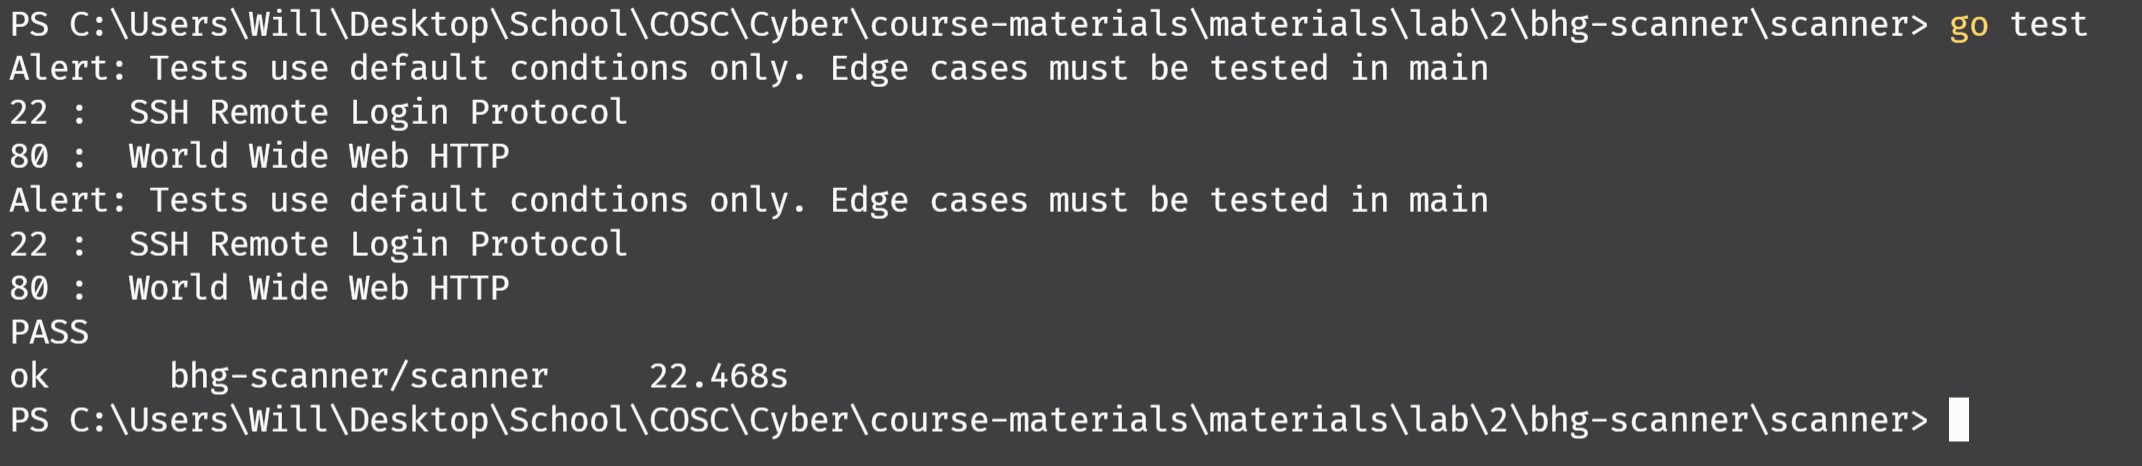 PS C:\Users\Will\Desktop\School\COSC\Cyber\course-materials\materials\lab\2\bhg-scanner\scanner> go test
Alert: Tests use default condtions only. Edge cases must be tested in main
22 :  SSH Remote Login Protocol
80 :  World Wide Web HTTP
Alert: Tests use default condtions only. Edge cases must be tested in main
22 :  SSH Remote Login Protocol
80 :  World Wide Web HTTP
PASS
ok      bhg-scanner/scanner     22.468s
PS C:\Users\Will\Desktop\School\COSC\Cyber\course-materials\materials\lab\2\bhg-scanner\scanner>